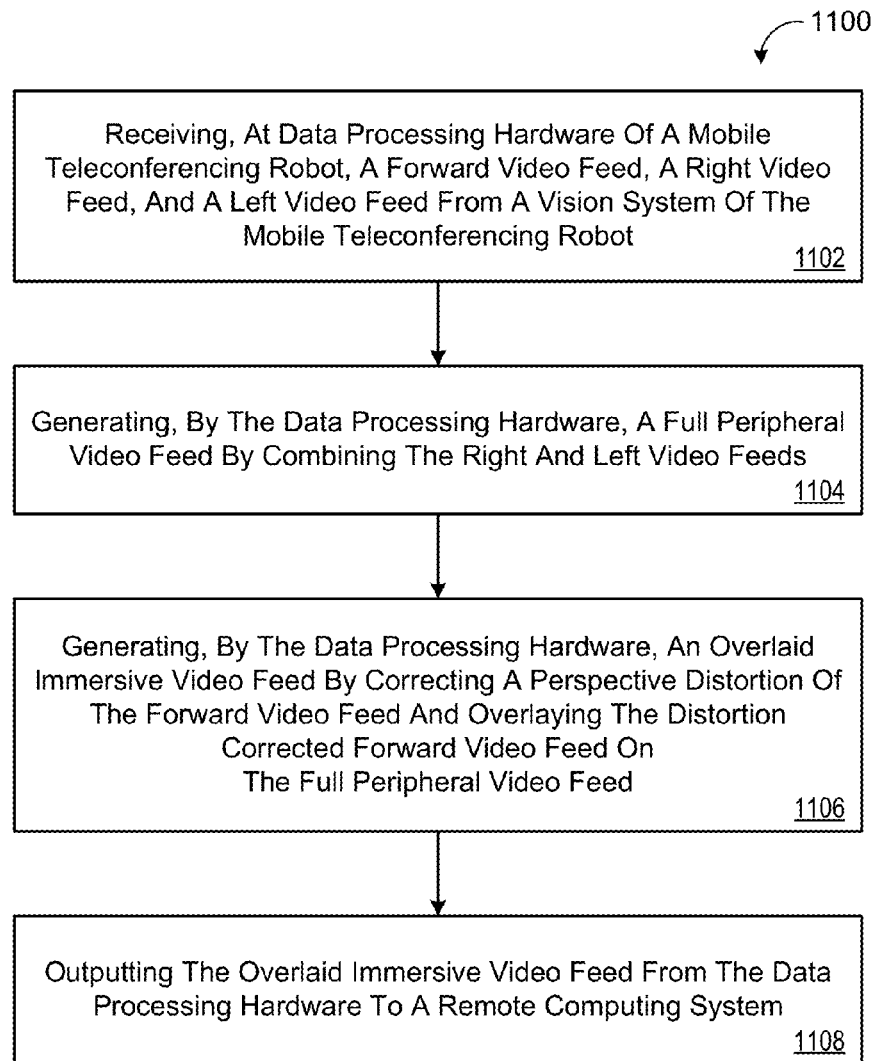 1100
Receiving, At Data Processing Hardware Of A Mobile
Teleconferencing Robot, A Forward Video Feed, A Right Video
Feed, And A Left Video Feed From A Vision System Of The
Mobile Teleconferencing Robot
1102
Generating, By The Data Processing Hardware, A Full Peripheral
Video Feed By Combining The Right And Left Video Feeds
1104
Generating, By The Data Processing Hardware, An Overlaid
Immersive Video Feed By Correcting A Perspective Distortion Of
The Forward Video Feed And Overlaying The Distortion
Corrected Forward Video Feed On
The Full Peripheral Video Feed
1106
Outputting The Overlaid Immersive Video Feed From The Data
Processing Hardware To A Remote Computing System
1108